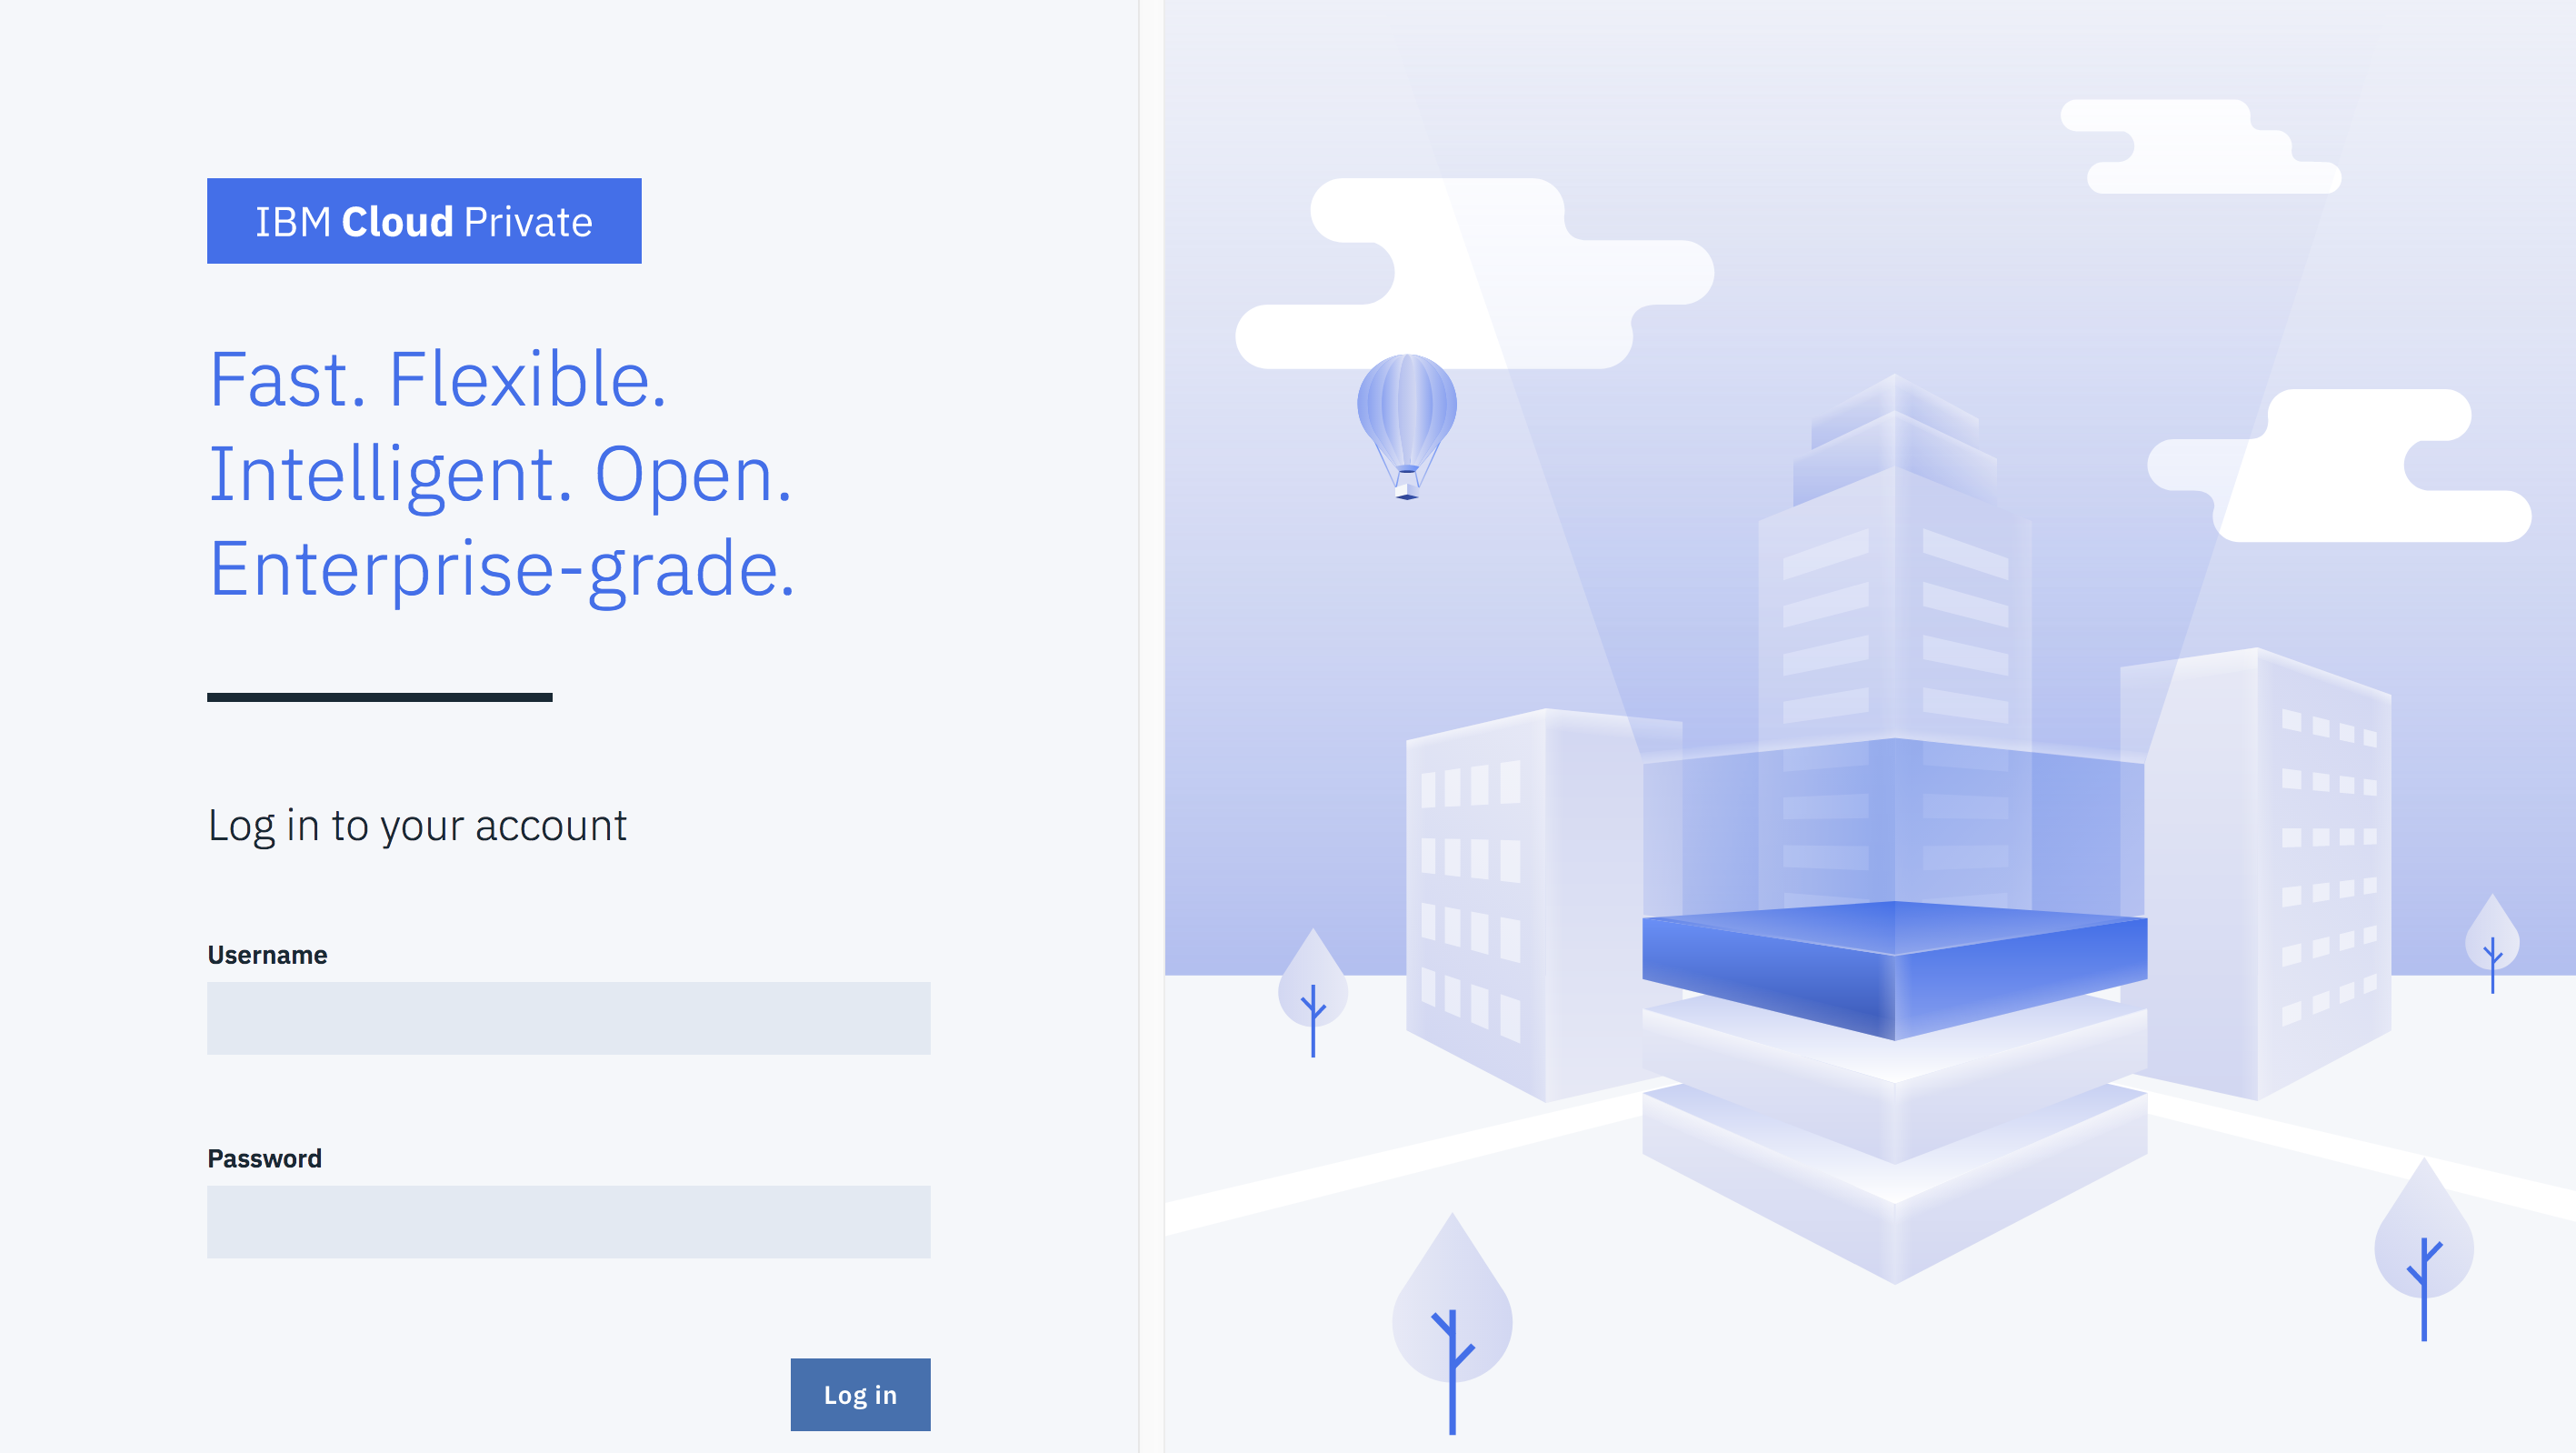 IBM Cloud Private
Fast. Flexible.
Intelligent. Open.
Enterprise-grade.
Log in to your account
Username
Password
Log in